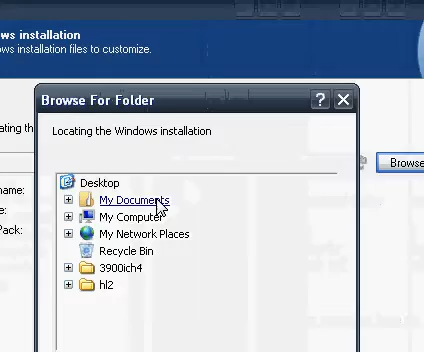 ws installation
ws installation files to customize.
Browse For Folder
ating th
Locating the Windows installation
Browse
Desktop
name:
My Documents
e:
My Computer
Pack:
My Network Places
Recycle Bin
3900ich4
hl2